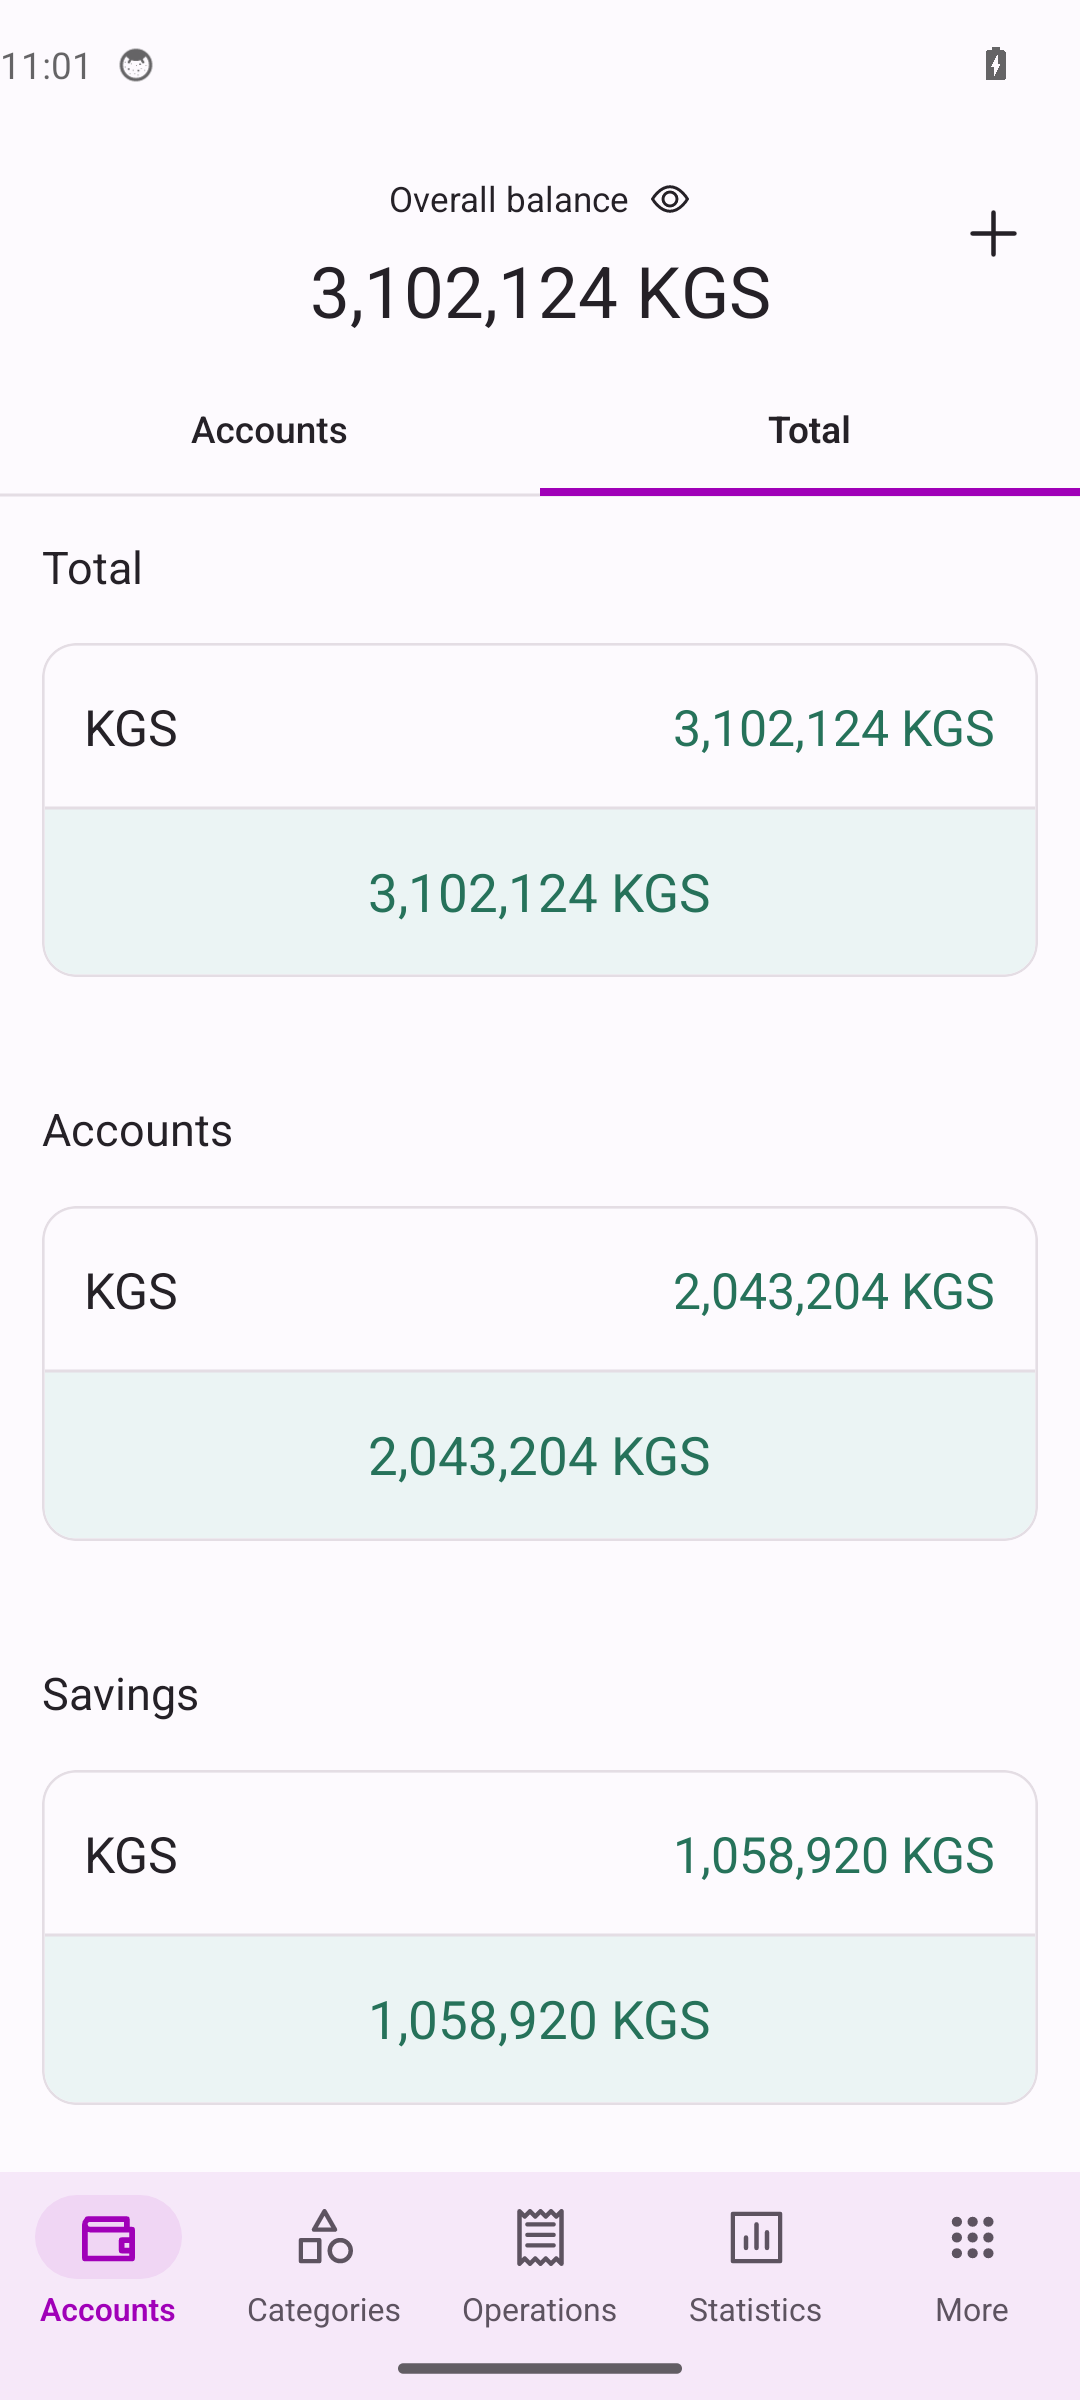 11:01
Overall balance
3,102,124 KGS
Accounts Total
Total
KGS 3,102,124 KGS
3,102,124 KGS
Accounts
KGS 2,043,204 KGS
2,043,204 KGS
Savings
KGS 1,058,920 KGS
1,058,920 KGS
Accounts Categories Operations Statistics More